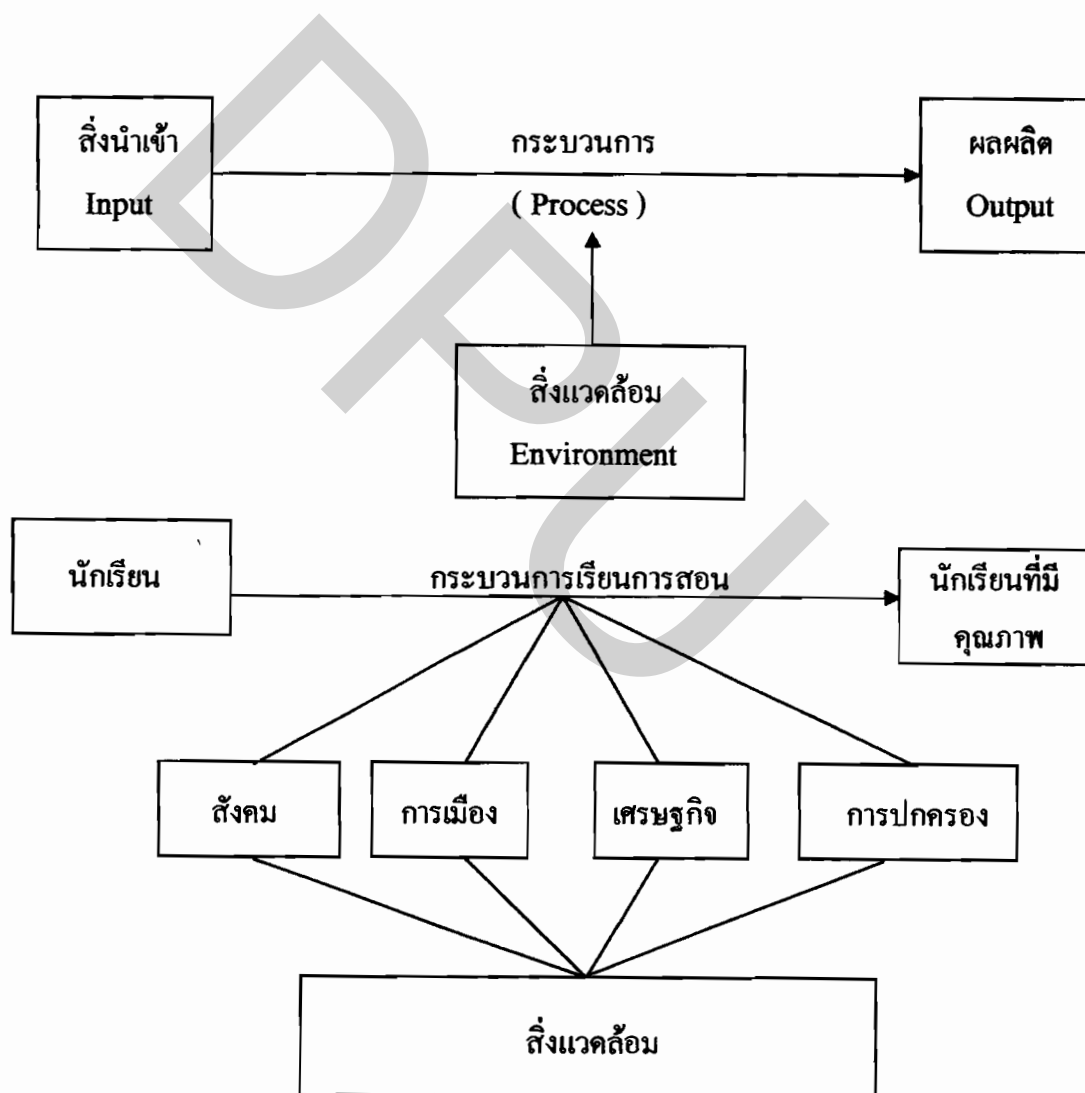 สิ่งนำเข้า
Input
กระบวนการ
( Process )
ผลผลิต
Output
สิ่งแวดล้อม
Environment
นักเรียน
กระบวนการเรียนการสอน
นักเรียนที่มี
คุณภาพ
สังคม
การเมือง
เศรษฐกิจ
การปกครอง
สิ่งแวดล้อม
DPU